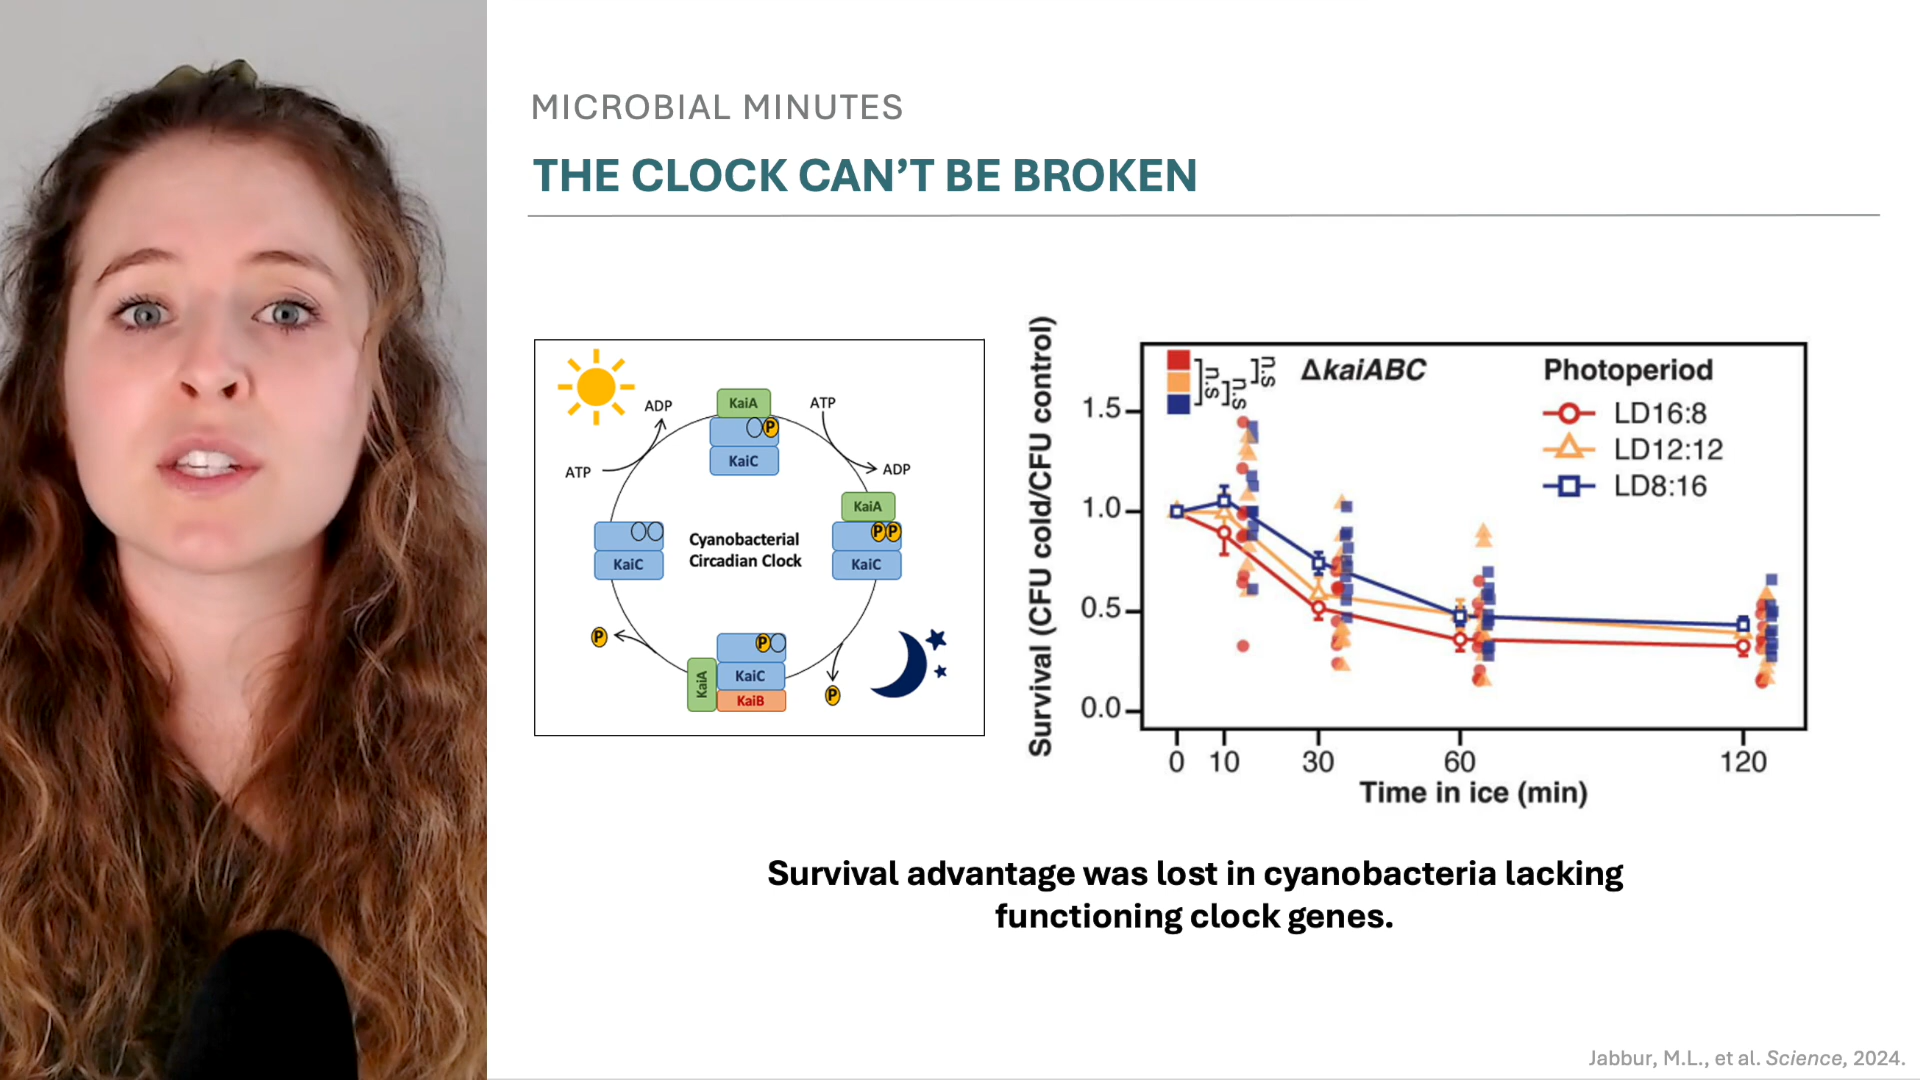 MICROBIAL MINUTES
THE CLOCK CAN'T BE BROKEN
ADP
KaiA
ATP
P
KaiC
ATP
ADP
KaiA
P P
KaiC
Cyanobacterial
Circadian Clock
KaiC
P
P
KaiA
KaiC
KaiB
P
Survival (CFU cold/CFU control)
n.s
n.s
n.s
ΔkaiABC
Photoperiod
LD16:8
LD12:12
LD8:16
1.5
1.0
0.5
0.0
0 10 30 60 120
Time in ice (min)
Survival advantage was lost in cyanobacteria lacking
functioning clock genes.
Jabbur, M.L., et al. Science, 2024.